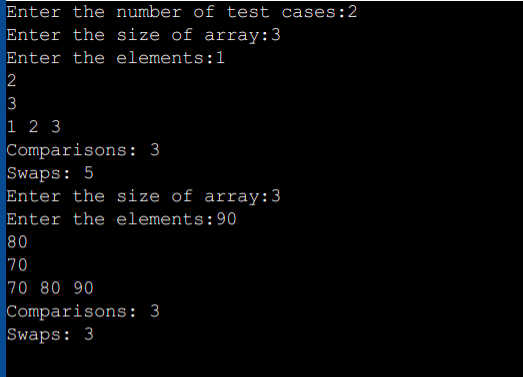 Enter the number of test cases:2
Enter the size of array:3
Enter the elements:1
2
3
1 2 3
Comparisons: 3
Swaps: 5
Enter the size of array:3
Enter the elements:90
80
70
70 80 90
Comparisons: 3
Swaps: 3